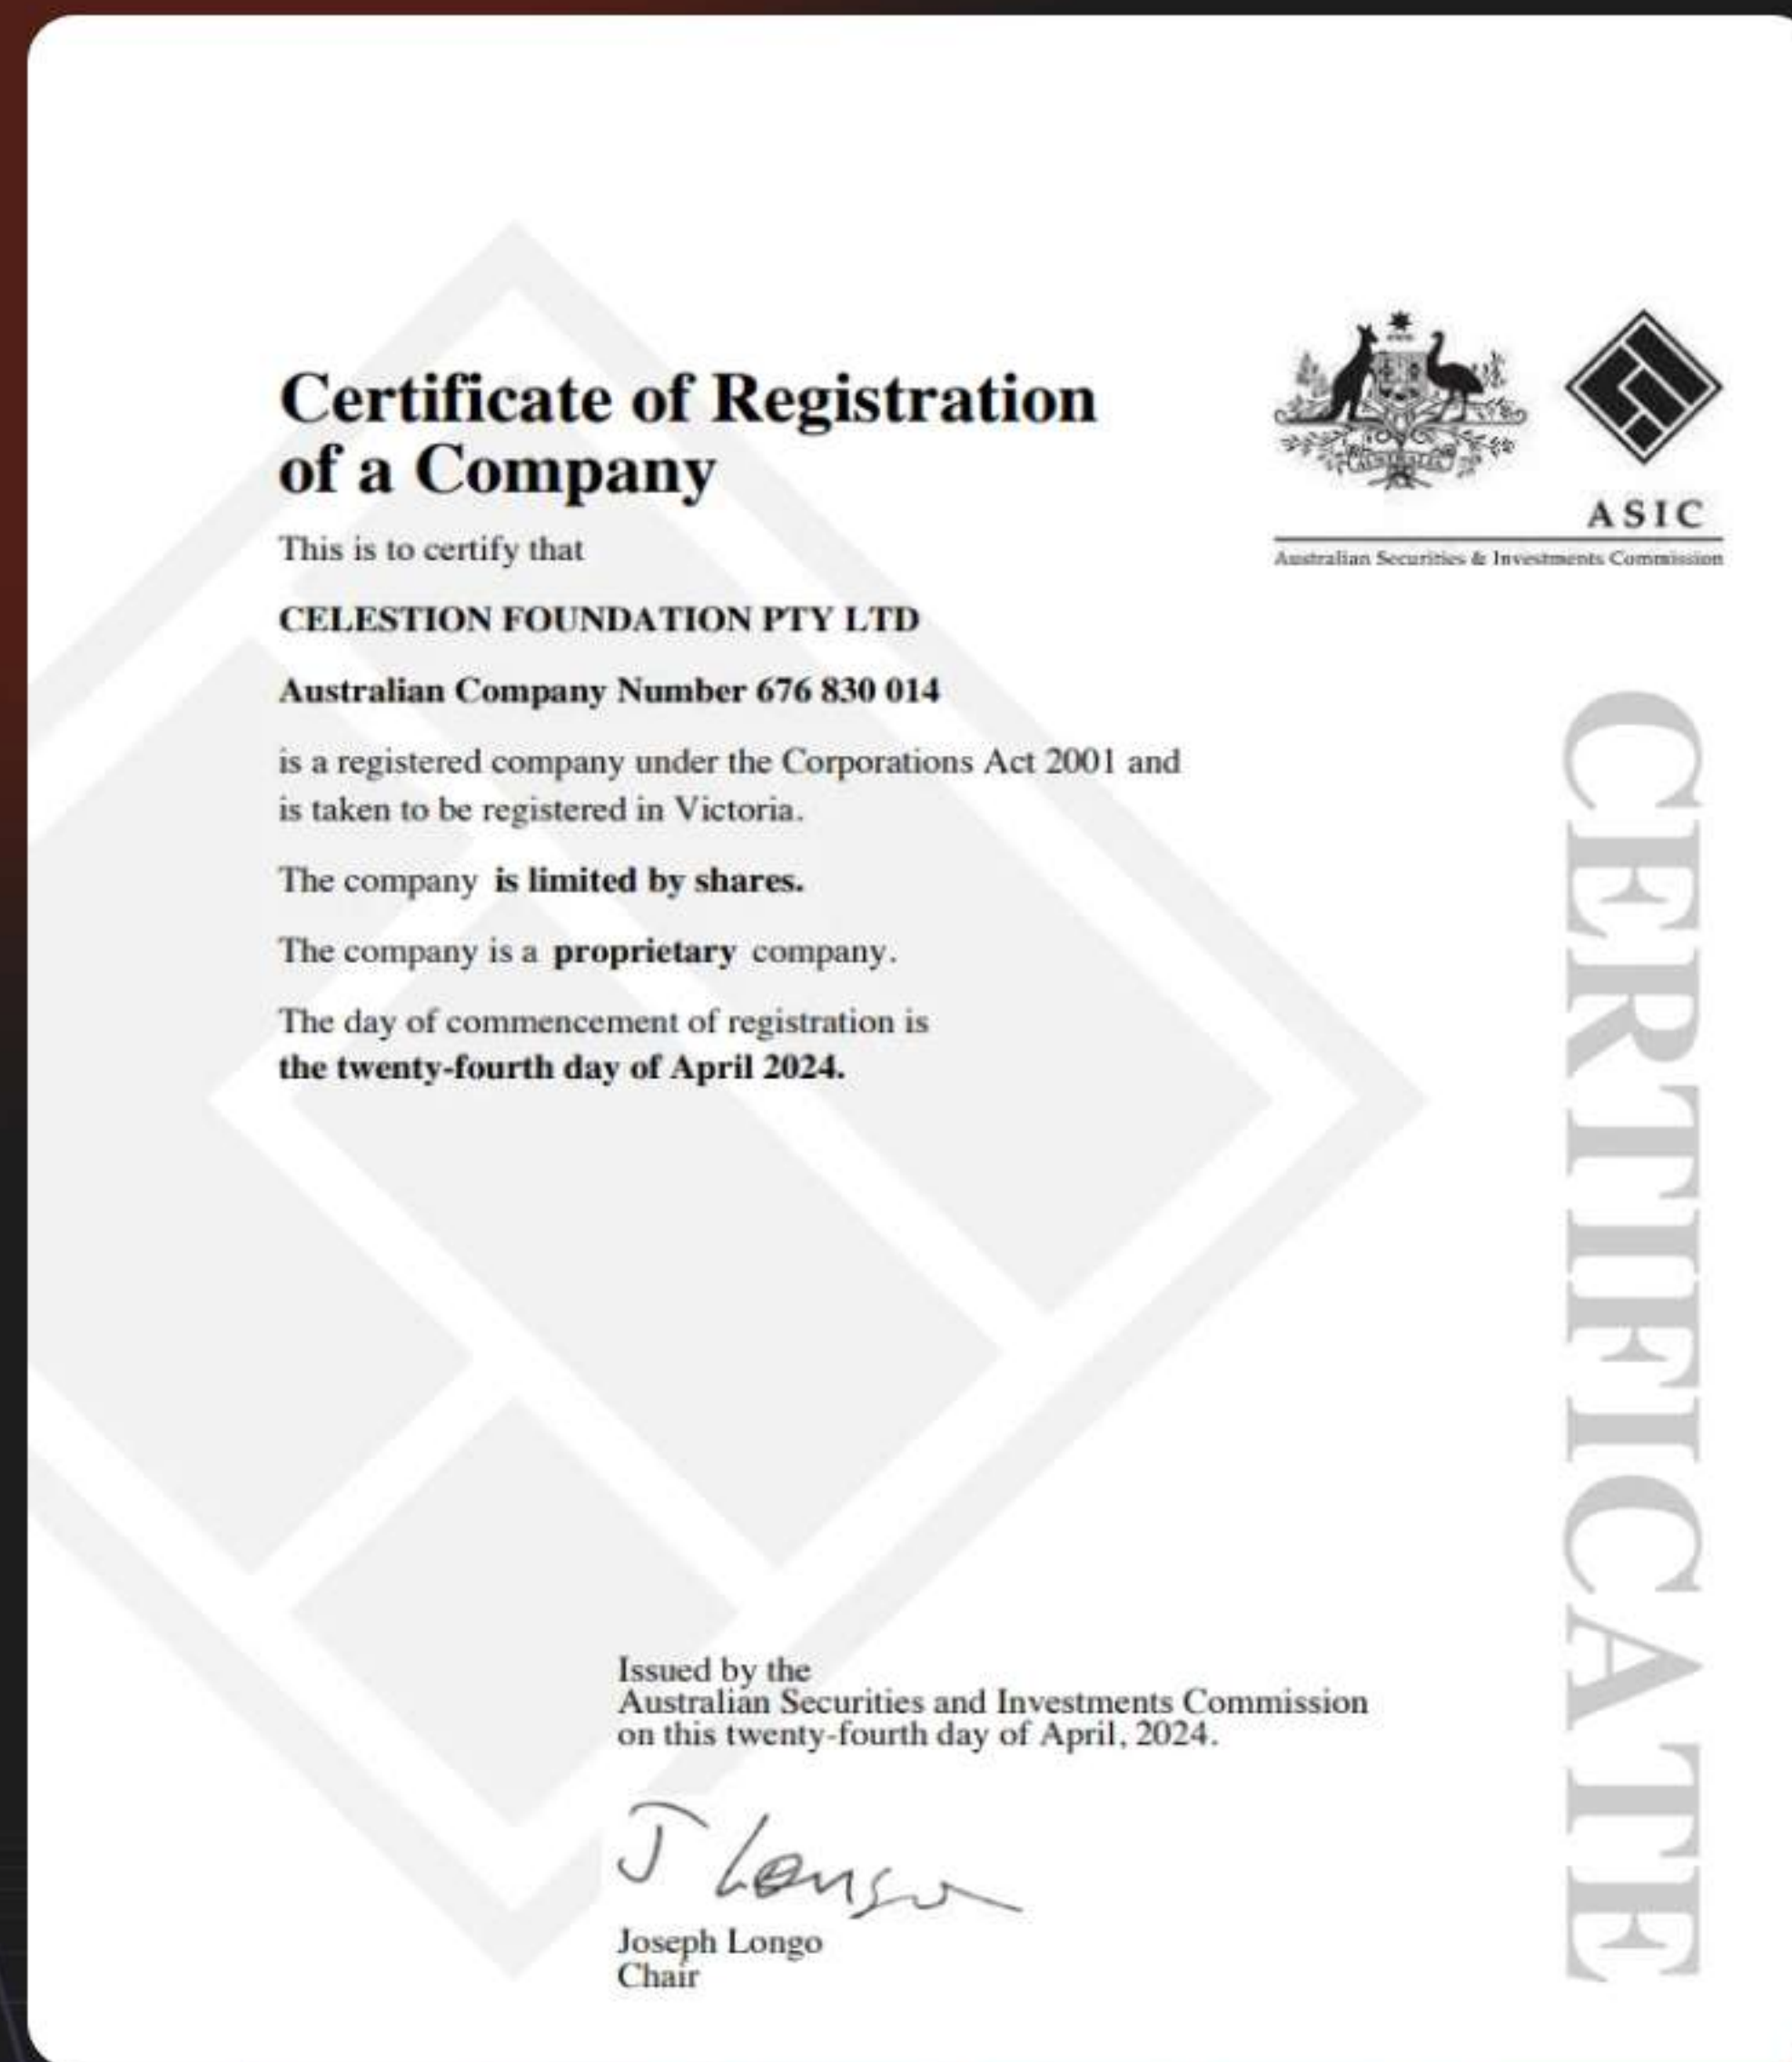 Certificate of Registration
of a Company
ASIC
Australian Securities & Investments Commission
This is to certify that
CELESTION FOUNDATION PTY LTD
Australian Company Number 676 830 014
is a registered company under the Corporations Act 2001 and
is taken to be registered in Victoria.
The company is limited by shares.
The company is a proprietary company.
The day of commencement of registration is
the twenty-fourth day of April 2024.
CERTIFICATE
Issued by the
Australian Securities and Investments Commission
on this twenty-fourth day of April, 2024.
J Longo
Joseph Longo
Chair